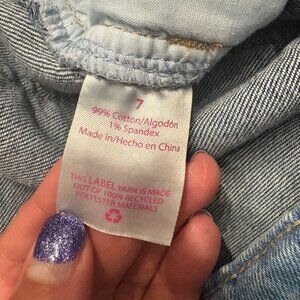 7
99% Cotton/Algodón
1% Spandex
Made in/Hecho en China
THIS LABEL YARN IS MADE
OUT OF 100% RECYCLED
POLYESTER MATERIALS